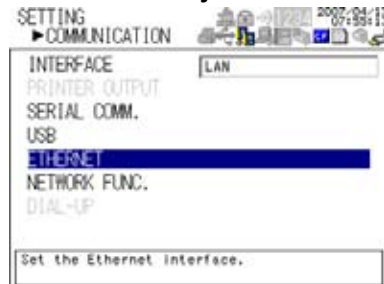 SETTING
►COMMUNICATION
INTERFACE
LAN
PRINTER OUTPUT
SERIAL COMM.
USB
ETHERNET
NETWORK FUNC.
DIAL-UP
Set the Ethernet interface.